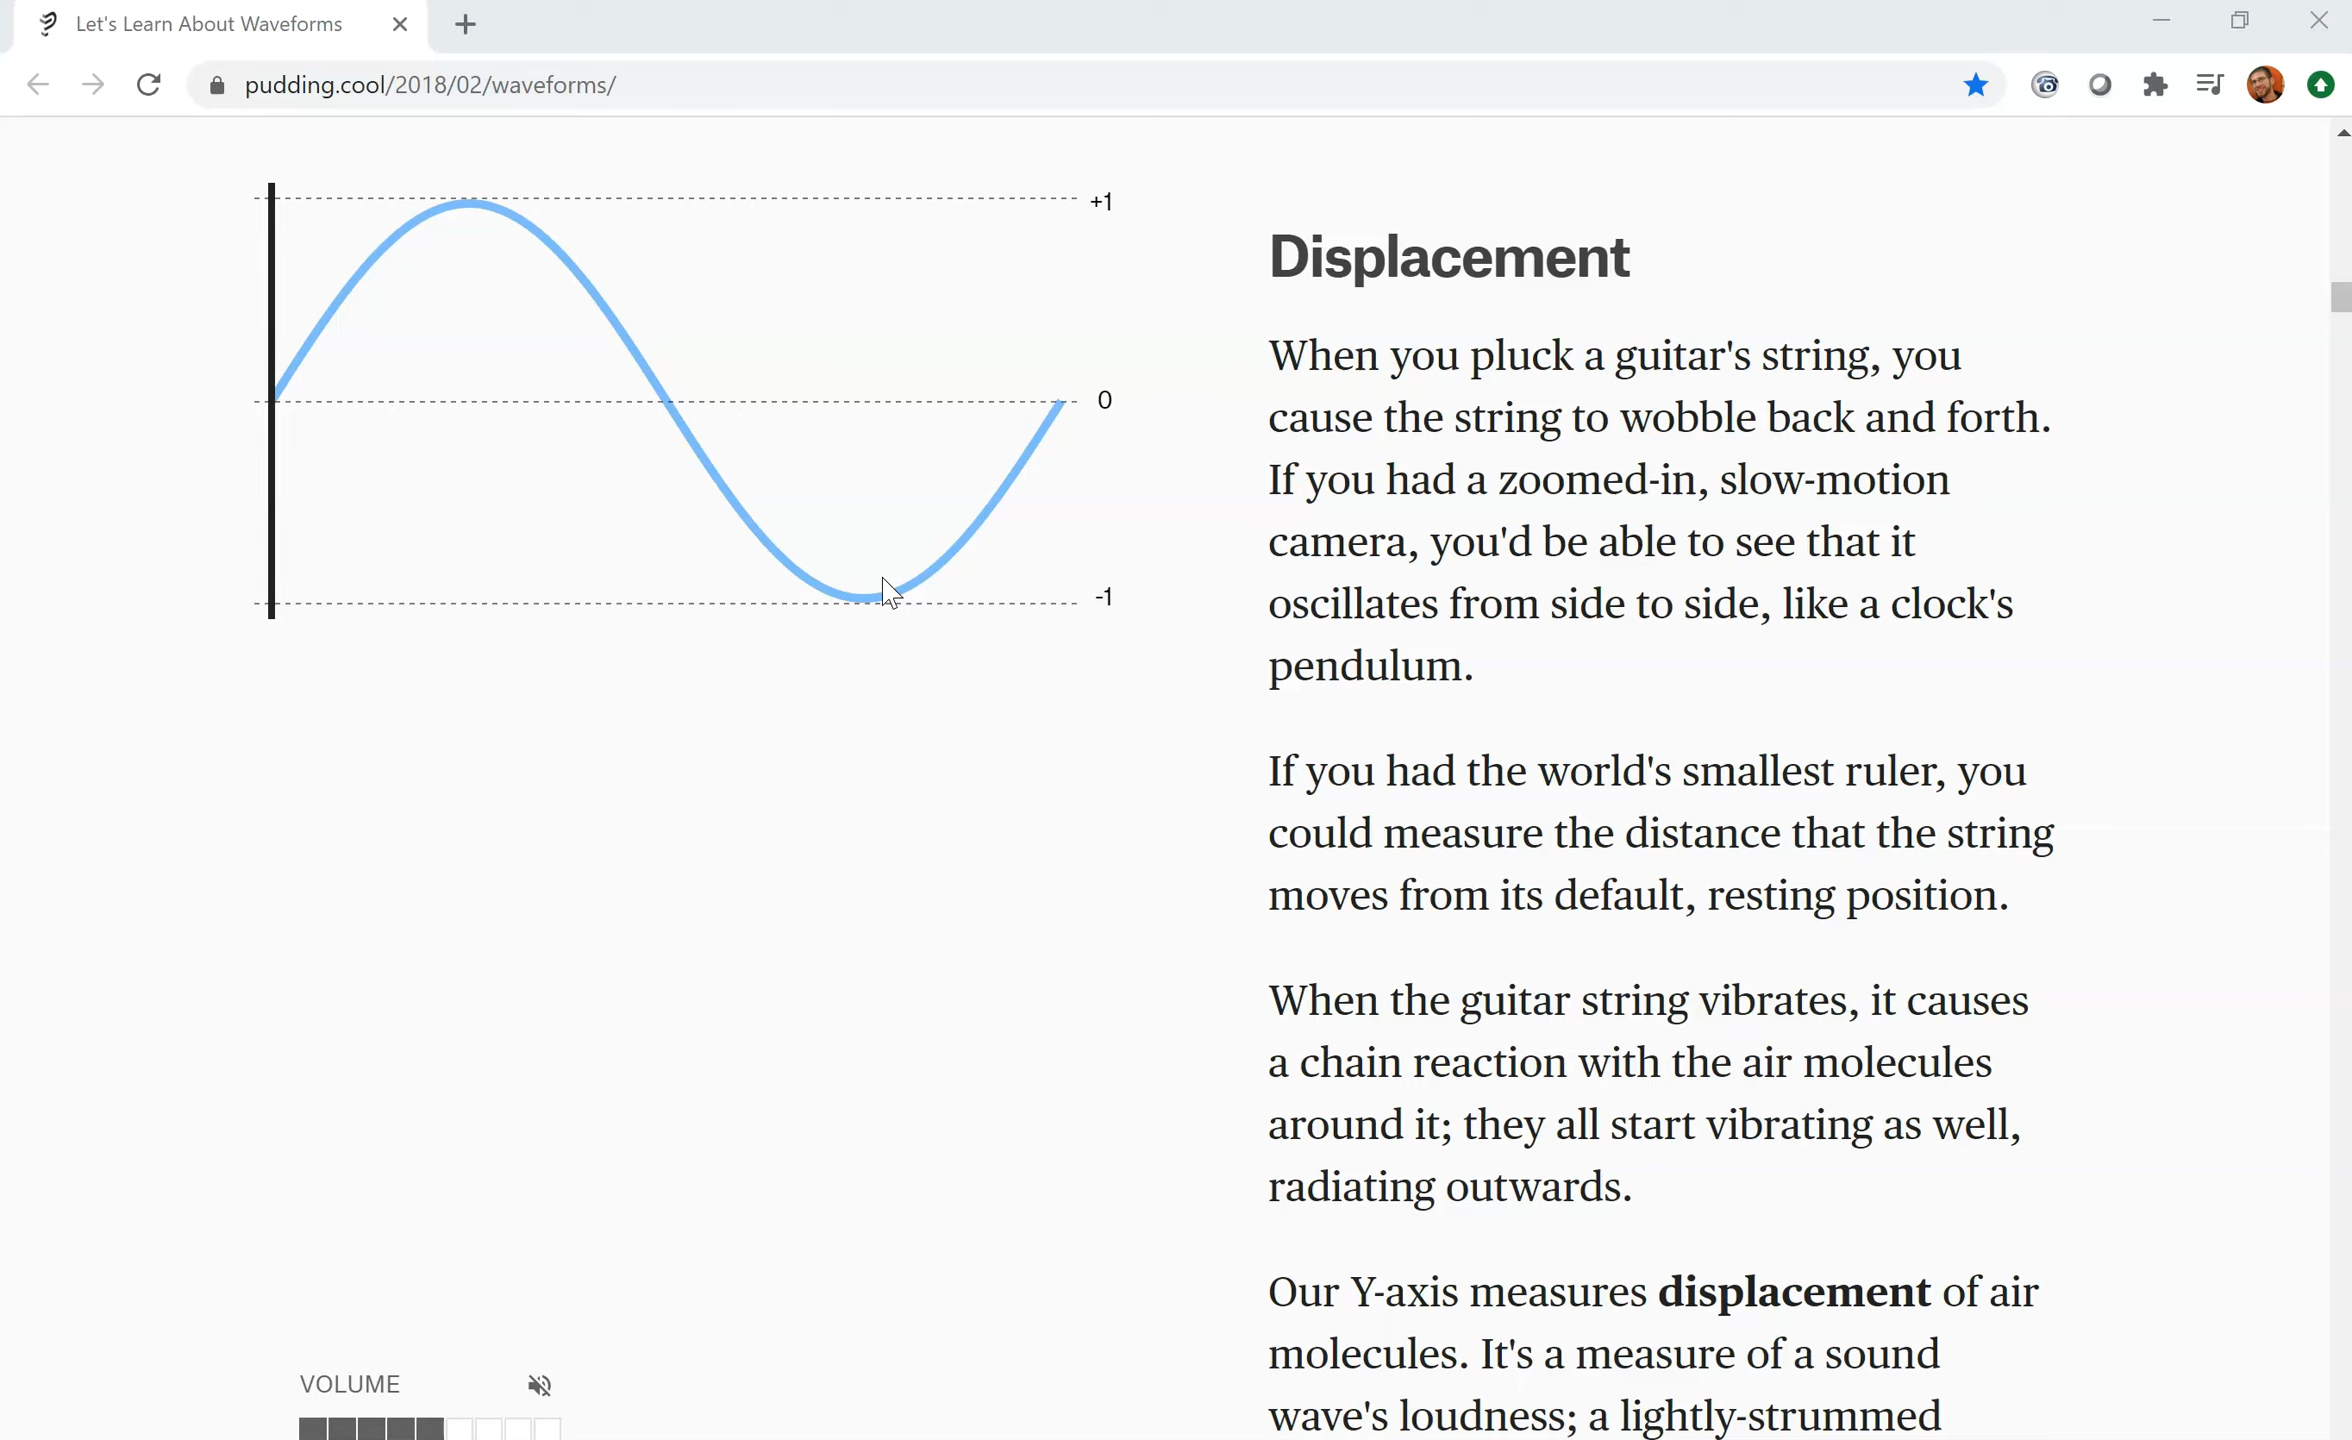 Let's Learn About Waveforms
pudding.cool/2018/02/waveforms/
+1
0
-1
Displacement
When you pluck a guitar's string, you
cause the string to wobble back and forth.
If you had a zoomed-in, slow-motion
camera, you'd be able to see that it
oscillates from side to side, like a clock's
pendulum.
If you had the world's smallest ruler, you
could measure the distance that the string
moves from its default, resting position.
When the guitar string vibrates, it causes
a chain reaction with the air molecules
around it; they all start vibrating as well,
radiating outwards.
Our Y-axis measures displacement of air
molecules. It's a measure of a sound
wave's loudness; a lightly-strummed
VOLUME